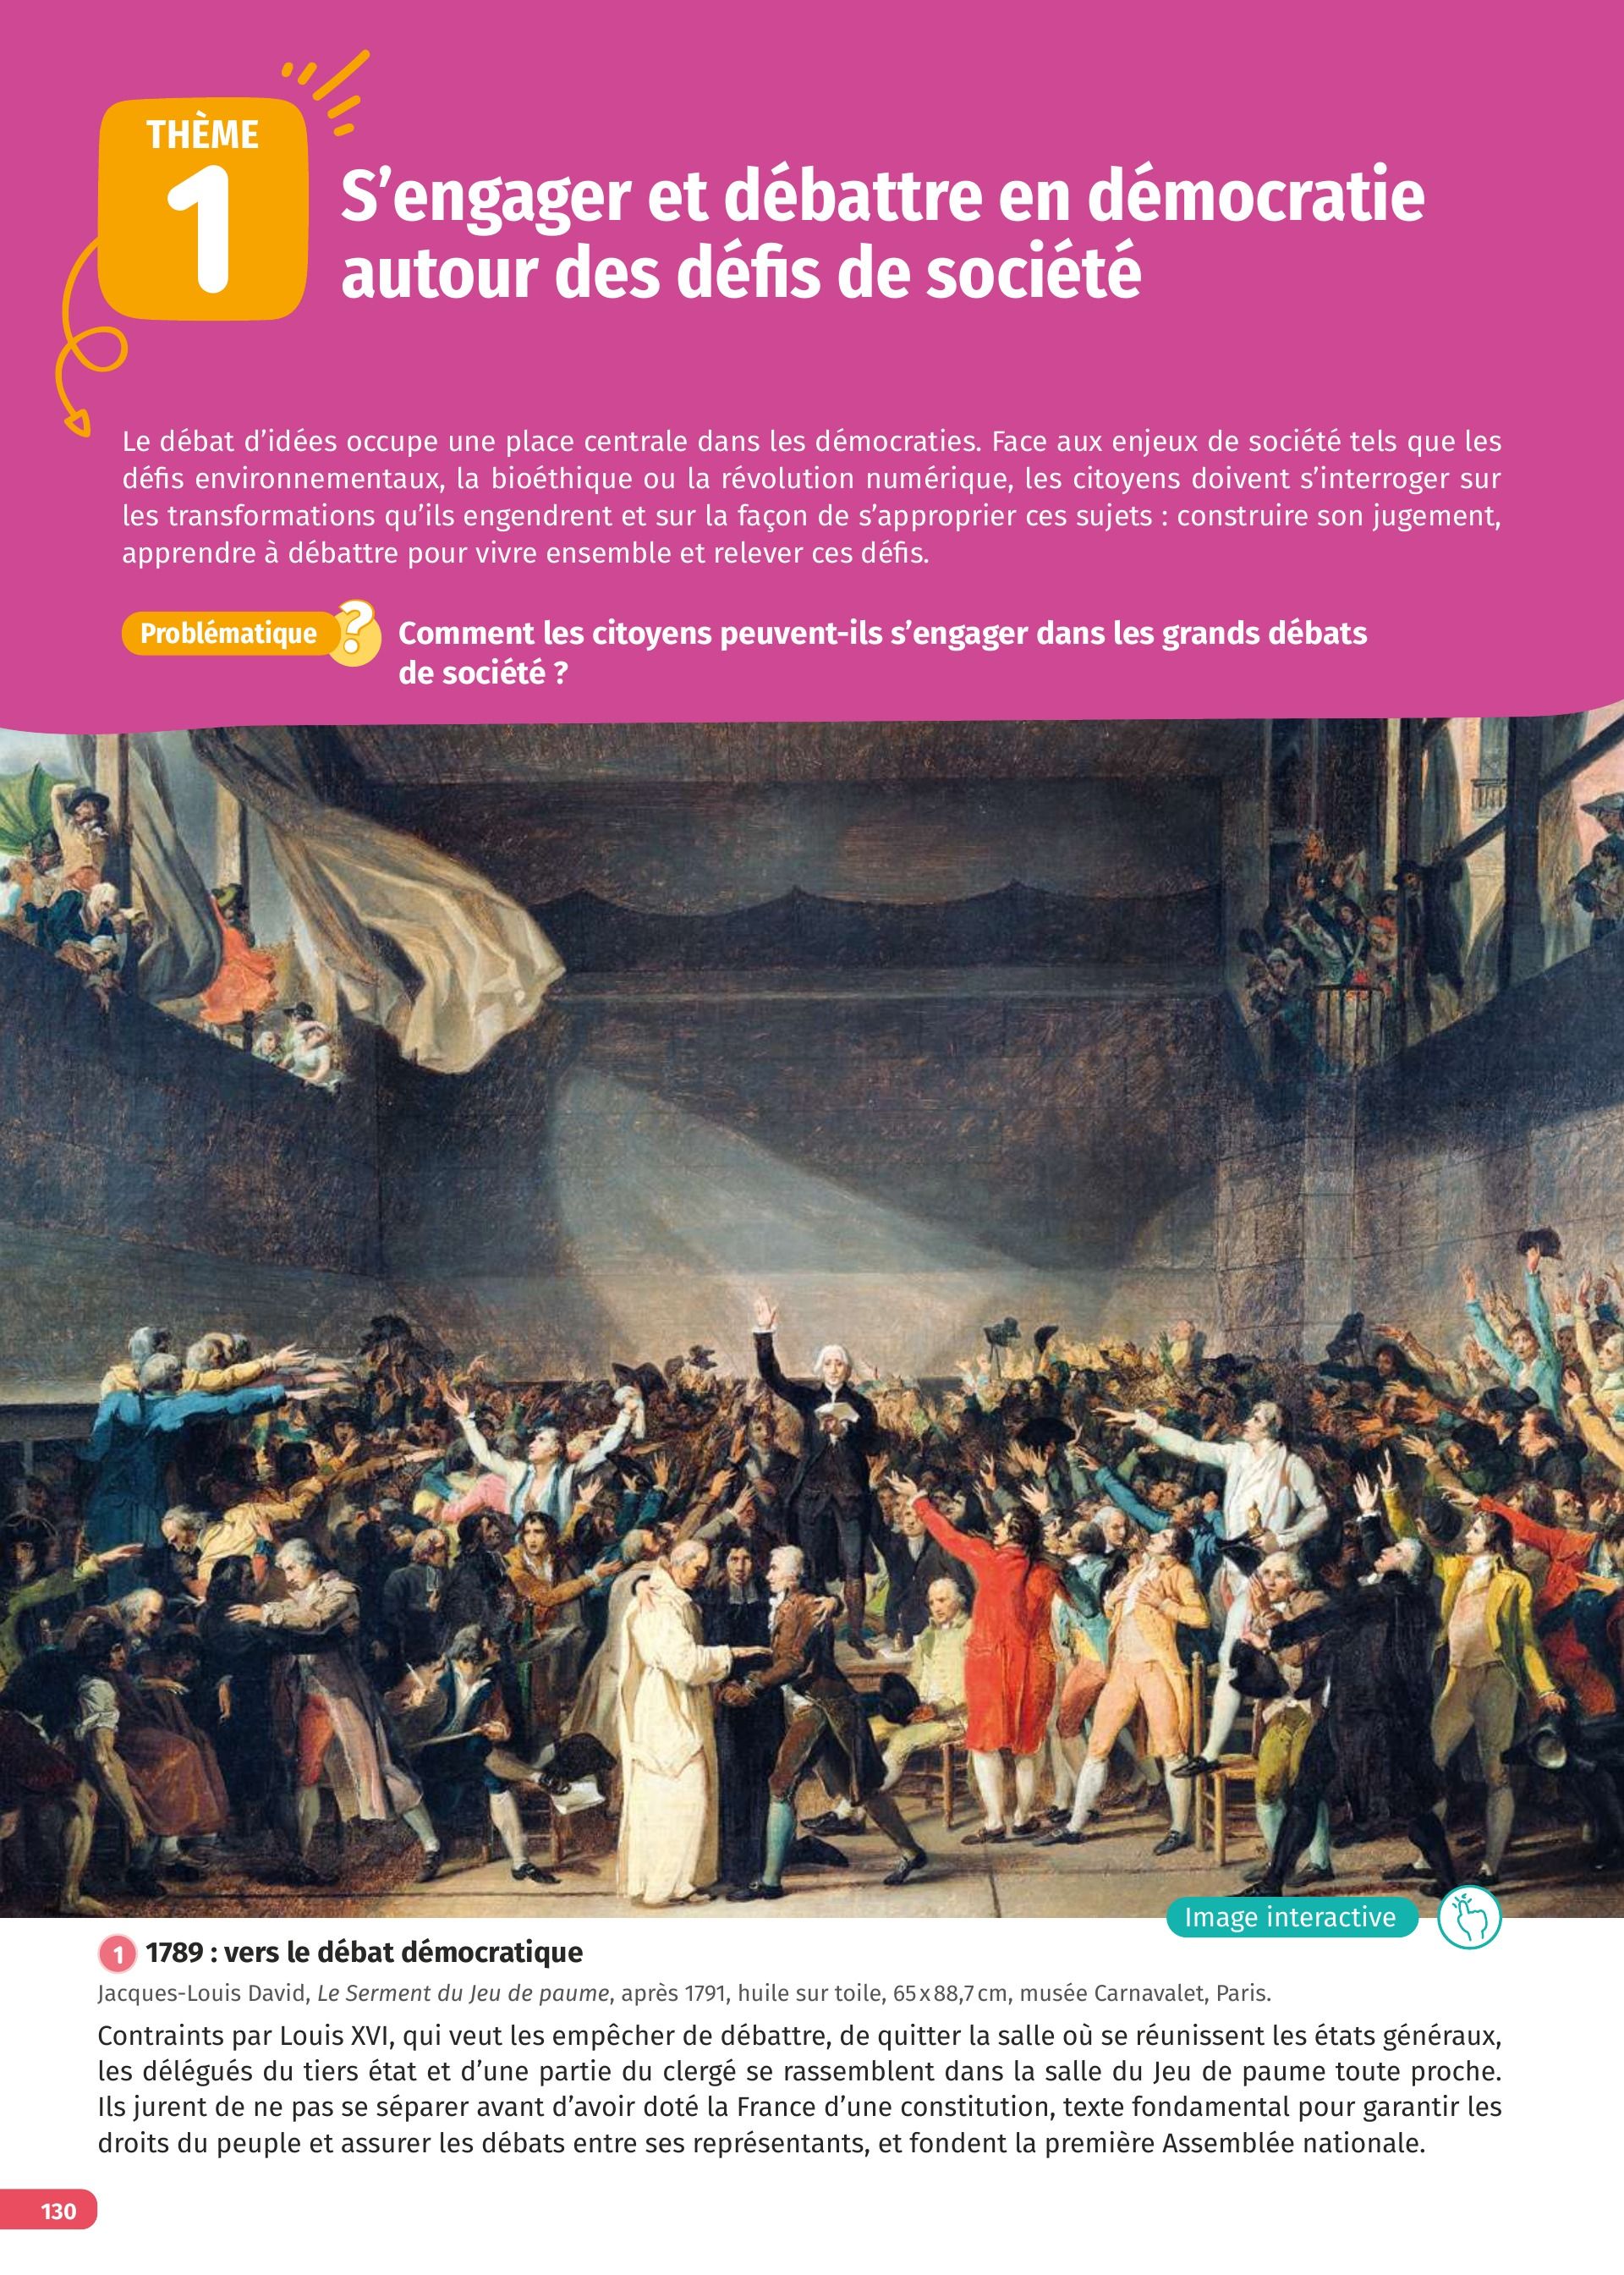 THÈME
1
S’engager et débattre en démocratie
autour des défis de société
Le débat d’idées occupe une place centrale dans les démocraties. Face aux enjeux de société tels que les
défis environnementaux, la bioéthique ou la révolution numérique, les citoyens doivent s’interroger sur
les transformations qu’ils engendrent et sur la façon de s’approprier ces sujets : construire son jugement,
apprendre à débattre pour vivre ensemble et relever ces défis.
Problématique ?
Comment les citoyens peuvent-ils s’engager dans les grands débats
de société ?
Image interactive
1 1789 : vers le débat démocratique
Jacques-Louis David, Le Serment du Jeu de paume, après 1791, huile sur toile, 65 x 88,7 cm, musée Carnavalet, Paris.
Contraints par Louis XVI, qui veut les empêcher de débattre, de quitter la salle où se réunissent les états généraux,
les délégués du tiers état et d’une partie du clergé se rassemblent dans la salle du Jeu de paume toute proche.
Ils jurent de ne pas se séparer avant d’avoir doté la France d’une constitution, texte fondamental pour garantir les
droits du peuple et assurer les débats entre ses représentants, et fondent la première Assemblée nationale.
130